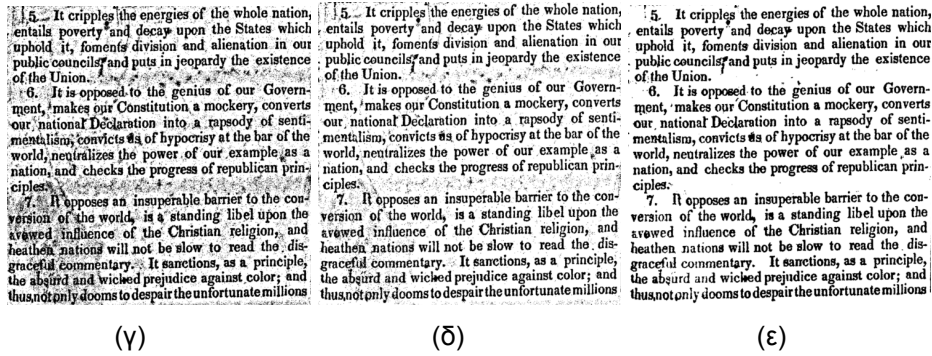 5. It cripples the energies of the whole nation,
entails poverty and decay upon the States which
uphold it, foments division and alienation in our
public councils, and puts in jeopardy the existence
of the Union.
6. It is opposed to the genius of our Govern-
ment, makes our Constitution a mockery, converts
our national Declaration into a rapsody of senti-
mentalism, convicts us of hypocrisy at the bar of the
world, neutralizes the power of our example as a
nation, and checks the progress of republican prin-
ciples.
7. It opposes an insuperable barrier to the con-
version of the world, is a standing libel upon the
avowed influence of the Christian religion, and
heathen nations will not be slow to read the dis-
graceful commentary. It sanctions, as a principle,
the absurd and wicked prejudice against color; and
thus, not only dooms to despair the unfortunate millions
(γ)
5. It cripples the energies of the whole nation,
entails poverty and decay upon the States which
uphold it, foments division and alienation in our
public councils, and puts in jeopardy the existence
of the Union.
6. It is opposed to the genius of our Govern-
ment, makes our Constitution a mockery, converts
our national Declaration into a rapsody of senti-
mentalism, convicts us of hypocrisy at the bar of the
world, neutralizes the power of our example as a
nation, and checks the progress of republican prin-
ciples.
7. It opposes an insuperable barrier to the con-
version of the world, is a standing libel upon the
avowed influence of the Christian religion, and
heathen nations will not be slow to read the dis-
graceful commentary. It sanctions, as a principle,
the absurd and wicked prejudice against color; and
thus, not only dooms to despair the unfortunate millions
(δ)
5. It cripples the energies of the whole nation,
entails poverty and decay upon the States which
uphold it, foments division and alienation in our
public councils, and puts in jeopardy the existence
of the Union.
6. It is opposed to the genius of our Govern-
ment, makes our Constitution a mockery, converts
our national Declaration into a rapsody of senti-
mentalism, convicts us of hypocrisy at the bar of the
world, neutralizes the power of our example as a
nation, and checks the progress of republican prin-
ciples.
7. It opposes an insuperable barrier to the con-
version of the world, is a standing libel upon the
avowed influence of the Christian religion, and
heathen nations will not be slow to read the dis-
graceful commentary. It sanctions, as a principle,
the absurd and wicked prejudice against color; and
thus, not only dooms to despair the unfortunate millions
(ε)